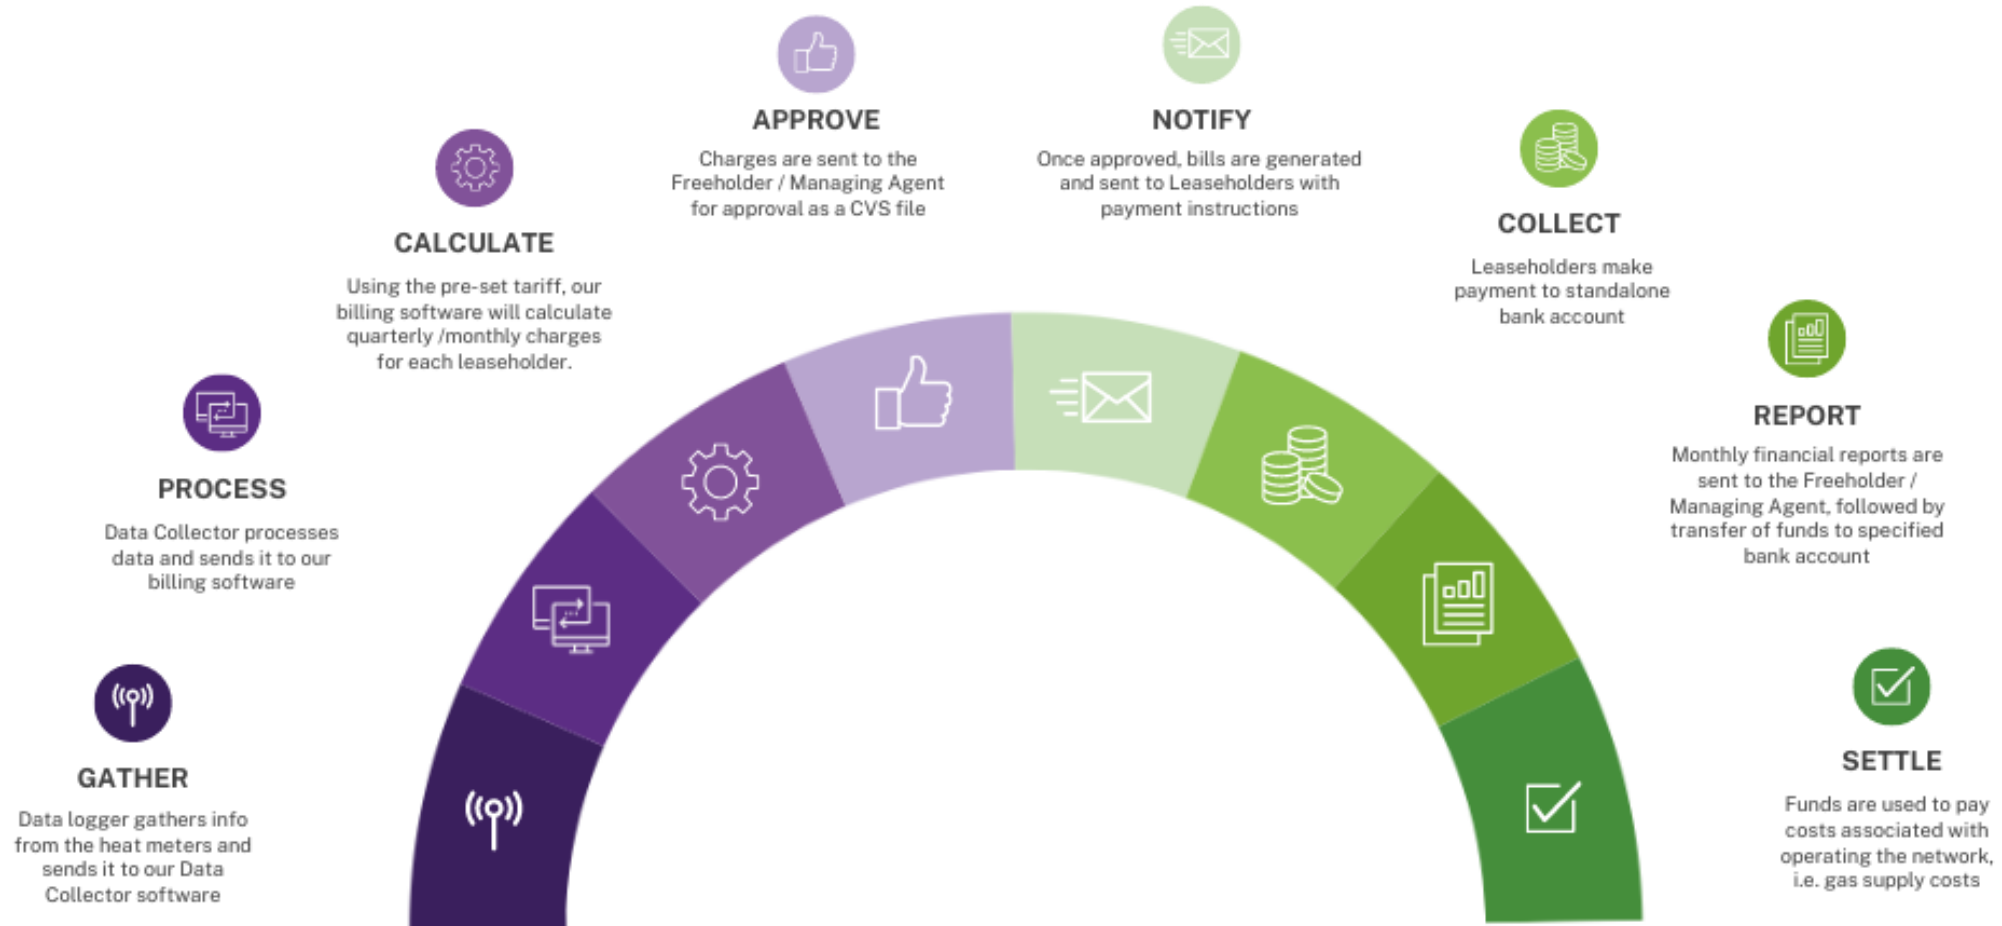 GATHER
Data logger gathers info
from the heat meters and
sends it to our Data
Collector software
PROCESS
Data Collector processes
data and sends it to our
billing software
CALCULATE
Using the pre-set tariff, our
billing software will calculate
quarterly /monthly charges
for each leaseholder.
APPROVE
Charges are sent to the
Freeholder / Managing Agent
for approval as a CVS file
NOTIFY
Once approved, bills are generated
and sent to Leaseholders with
payment instructions
COLLECT
Leaseholders make
payment to standalone
bank account
REPORT
Monthly financial reports are
sent to the Freeholder /
Managing Agent, followed by
transfer of funds to specified
bank account
SETTLE
Funds are used to pay
costs associated with
operating the network,
i.e. gas supply costs